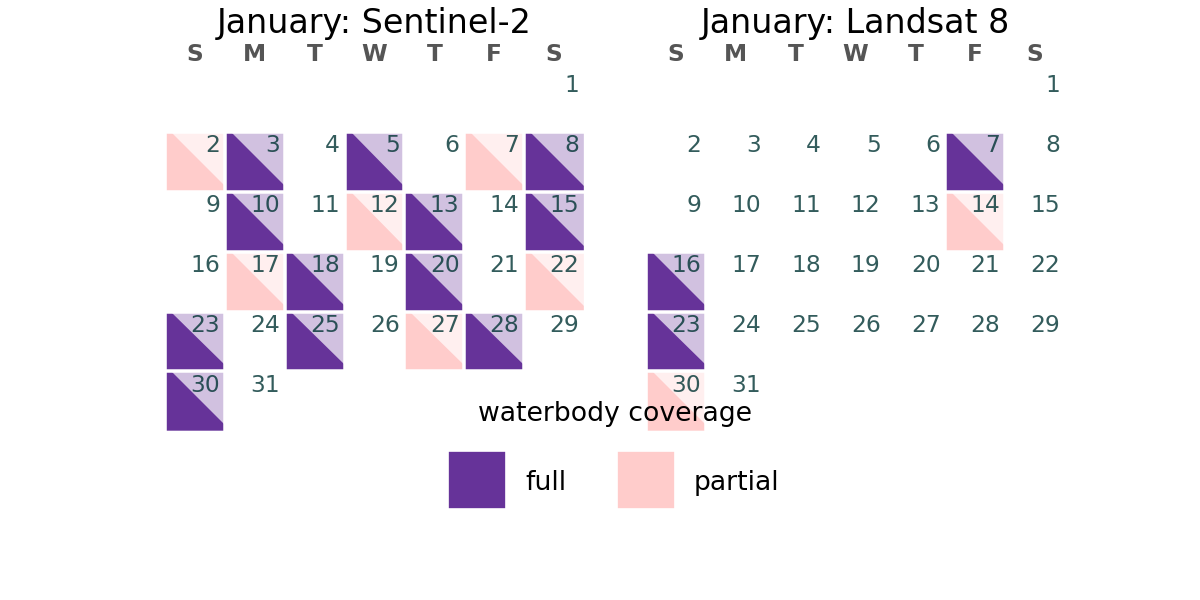 January: Sentinel-2
S M T W T F S
1
2 3 4 5 6 7 8
9 10 11 12 13 14 15
16 17 18 19 20 21 22
23 24 25 26 27 28 29
30 31
January: Landsat 8
S M T W T F S
1
2 3 4 5 6 7 8
9 10 11 12 13 14 15
16 17 18 19 20 21 22
23 24 25 26 27 28 29
30 31
waterbody coverage
full
partial